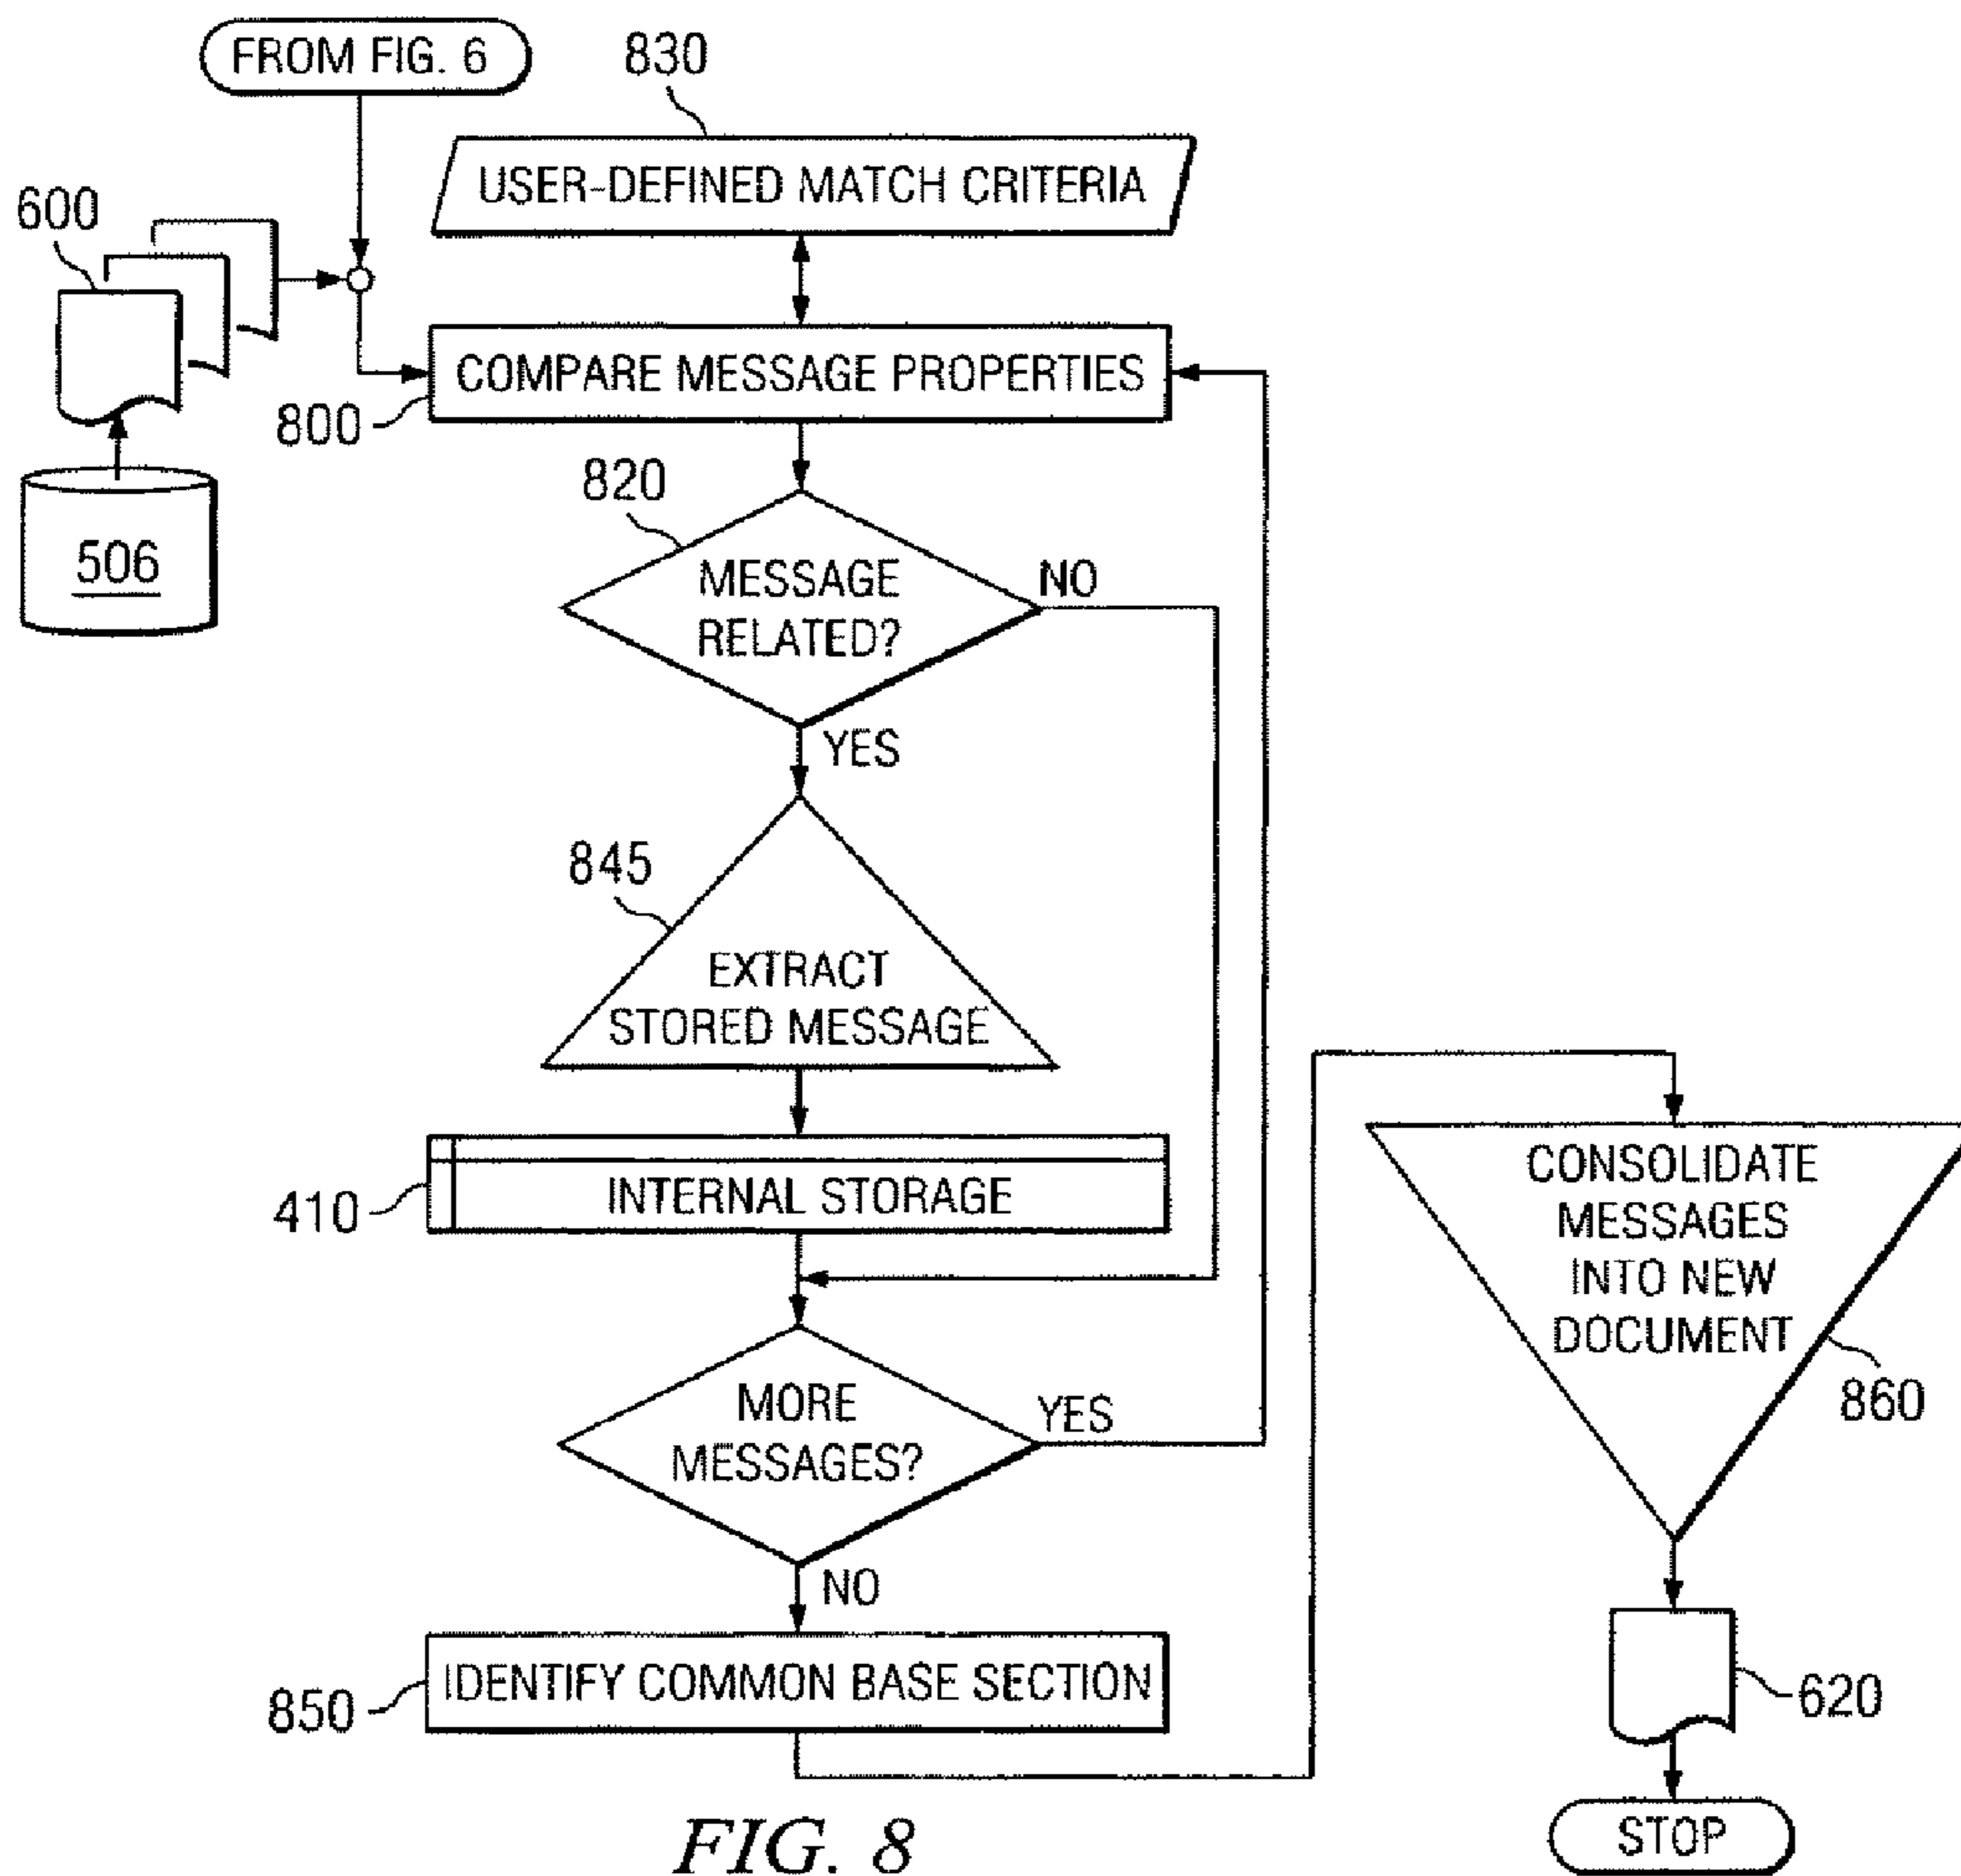 FROM FIG. 6
830
USER-DEFINED MATCH CRITERIA
600
COMPARE MESSAGE PROPERTIES
800
506
820
MESSAGE
RELATED?
NO
YES
845
EXTRACT
STORED MESSAGE
410
INTERNAL STORAGE
MORE
MESSAGES?
YES
NO
850
IDENTIFY COMMON BASE SECTION
CONSOLIDATE
MESSAGES
INTO NEW
DOCUMENT
860
620
STOP
FIG. 8